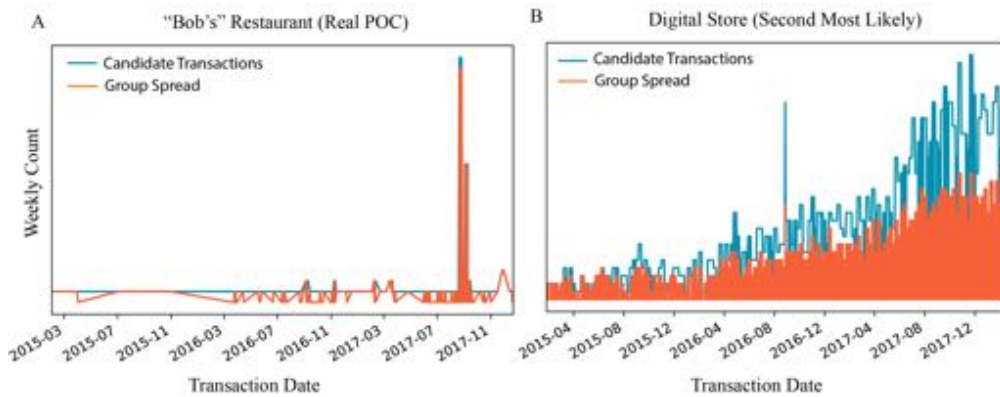 A
“Bob’s” Restaurant (Real POC)
Candidate Transactions
Group Spread
Weekly Count
2015-03
2015-07
2015-11
2016-03
2016-07
2016-11
2017-03
2017-07
2017-11
Transaction Date
B
Digital Store (Second Most Likely)
Candidate Transactions
Group Spread
2015-04
2015-08
2015-12
2016-04
2016-08
2016-12
2017-04
2017-08
2017-12
Transaction Date